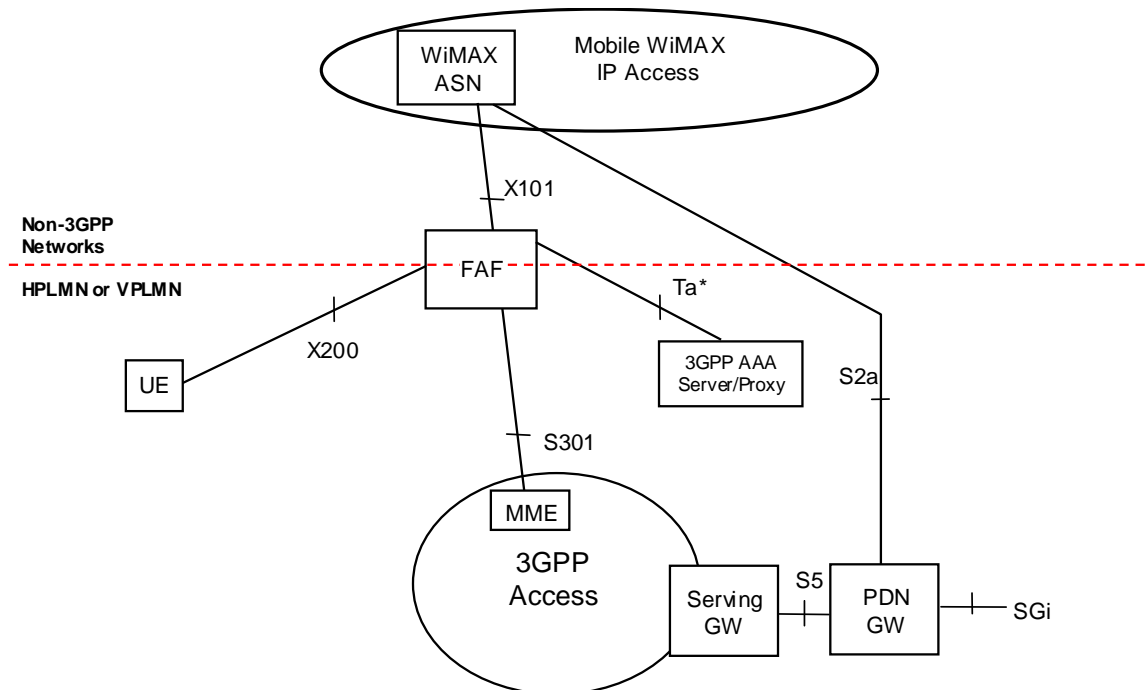 WiMAX
ASN
Mobile WiMAX
IP Access
X101
Non-3GPP
Networks
FAF
HPLMN or VPLMN
Ta*
X200
3GPP AAA
Server/Proxy
S2a
UE
S301
MME
3GPP
Access
S5
Serving
GW
PDN
GW
SGi